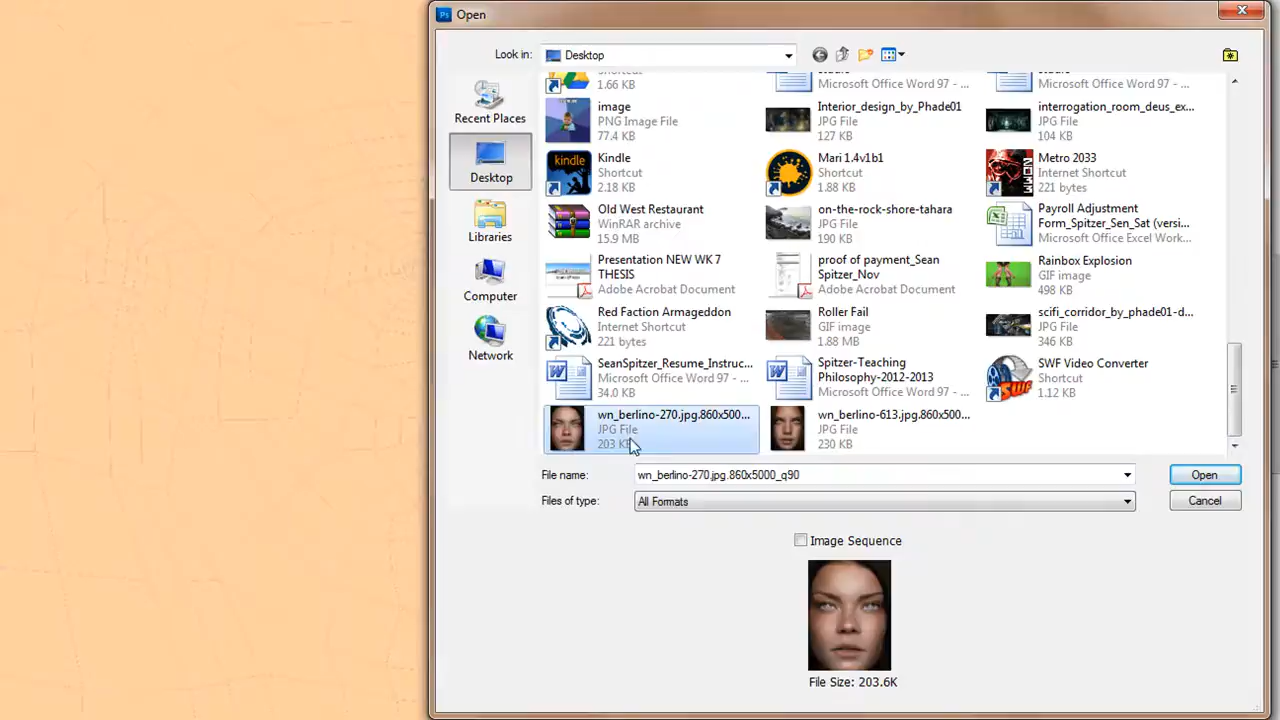 Ps Open
Look in: Desktop
Recent Places
Desktop
Libraries
Computer
Network
Shortcut
1.66 KB
Microsoft Office Word 97 - ...
Microsoft Office Word 97 - ...
image
PNG Image File
77.4 KB
Interior_design_by_Phade01
JPG File
127 KB
interrogation_room_deus_ex...
JPG File
104 KB
kindle
Kindle
Shortcut
2.18 KB
Mari 1.4v1b1
Shortcut
1.88 KB
Metro 2033
Internet Shortcut
221 bytes
Old West Restaurant
WinRAR archive
15.9 MB
on-the-rock-shore-tahara
JPG File
190 KB
Payroll Adjustment
Form_Spitzer_Sen_Sat (versi...
Microsoft Office Excel Work...
Presentation NEW WK 7
THESIS
Adobe Acrobat Document
proof of payment_Sean
Spitzer_Nov
Adobe Acrobat Document
Rainbox Explosion
GIF image
498 KB
Red Faction Armageddon
Internet Shortcut
221 bytes
Roller Fail
GIF image
1.88 MB
scifi_corridor_by_phade01-d...
JPG File
346 KB
SeanSpitzer_Resume_Instruc...
Microsoft Office Word 97 - ...
34.0 KB
Spitzer-Teaching
Philosophy-2012-2013
Microsoft Office Word 97 - ...
SWF
SWF Video Converter
Shortcut
1.12 KB
wn_berlino-270.jpg.860x500...
JPG File
203 KB
wn_berlino-613.jpg.860x500...
JPG File
230 KB
File name: wn_berlino-270.jpg.860x5000_q90 Open
Files of type: All Formats Cancel
Image Sequence
File Size: 203.6K